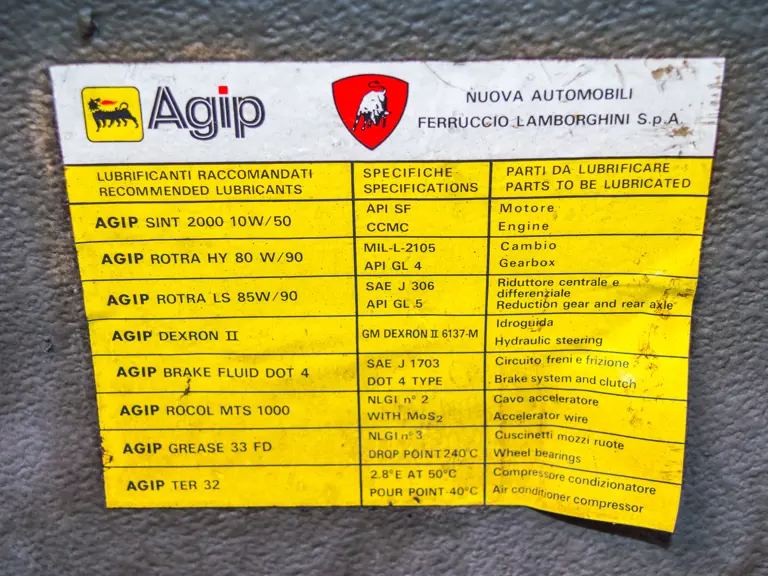 Agip
NUOVA AUTOMOBILI
FERRUCCIO LAMBORGHINI S.p.A.
LUBRIFICANTI RACCOMANDATI
RECOMMENDED LUBRICANTS
SPECIFICHE
SPECIFICATIONS
PARTI DA LUBRIFICARE
PARTS TO BE LUBRICATED
AGIP SINT 2000 10W/50
API SF
CCMC
Motore
Engine
AGIP ROTRA HY 80 W/90
MIL-L-2105
API GL 4
Cambio
Gearbox
AGIP ROTRA LS 85W/90
SAE J 306
API GL 5
Riduttore centrale e
differenziale
Reduction gear and rear axle
AGIP DEXRON II
GM DEXRON II 6137-M
Idroguida
Hydraulic steering
AGIP BRAKE FLUID DOT 4
SAE J 1703
DOT 4 TYPE
Circuito freni e frizione
Brake system and clutch
AGIP ROCOL MTS 1000
NLGI n° 2
WITH MoS₂
Cavo acceleratore
Accelerator wire
AGIP GREASE 33 FD
NLGI n° 3
DROP POINT 240°C
Cuscinetti mozzi ruote
Wheel bearings
AGIP TER 32
2.8°E AT 50°C
POUR POINT-40°C
Compressore condizionatore
Air conditioner compressor